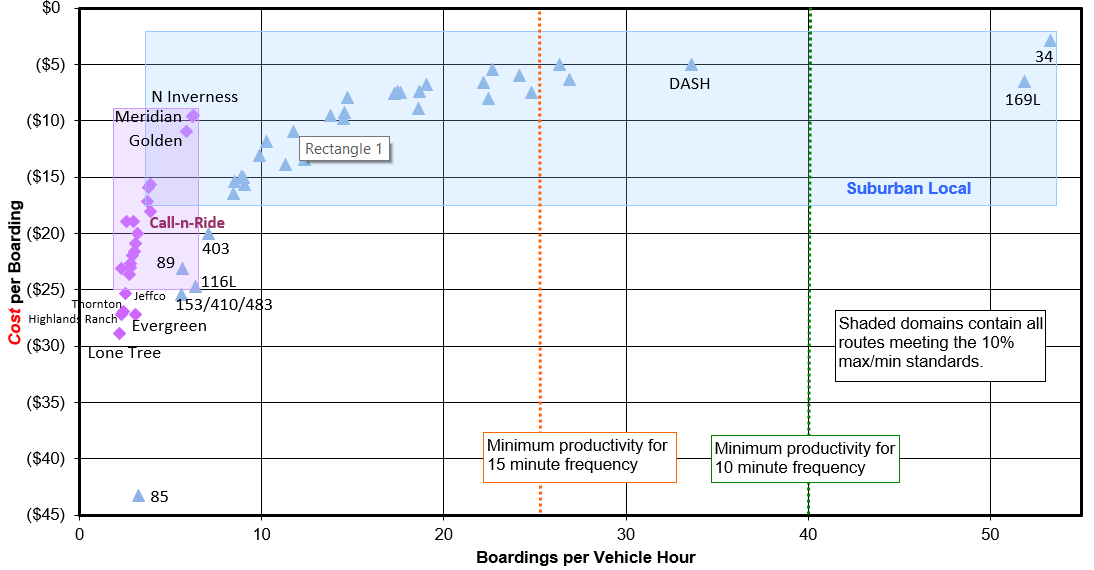 $0
($5)
($10)
($15)
($20)
($25)
($30)
($35)
($40)
($45)
Cost per Boarding
0
10
20
30
40
50
Boardings per Vehicle Hour
34
169L
DASH
N Inverness
Meridian
Golden
Rectangle 1
Suburban Local
Call-n-Ride
403
89
116L
153/410/483
Jeffco
Thornton
Highlands Ranch
Evergreen
Lone Tree
85
Shaded domains contain all
routes meeting the 10%
max/min standards.
Minimum productivity for
15 minute frequency
Minimum productivity for
10 minute frequency